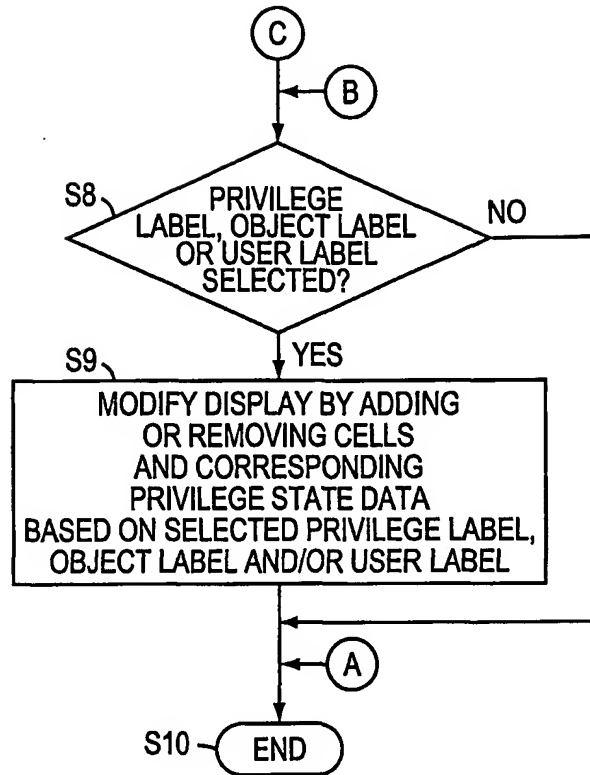 C
B
S8
PRIVILEGE
LABEL, OBJECT LABEL
OR USER LABEL
SELECTED?
NO
YES
S9
MODIFY DISPLAY BY ADDING
OR REMOVING CELLS
AND CORRESPONDING
PRIVILEGE STATE DATA
BASED ON SELECTED PRIVILEGE LABEL,
OBJECT LABEL AND/OR USER LABEL
A
S10
END